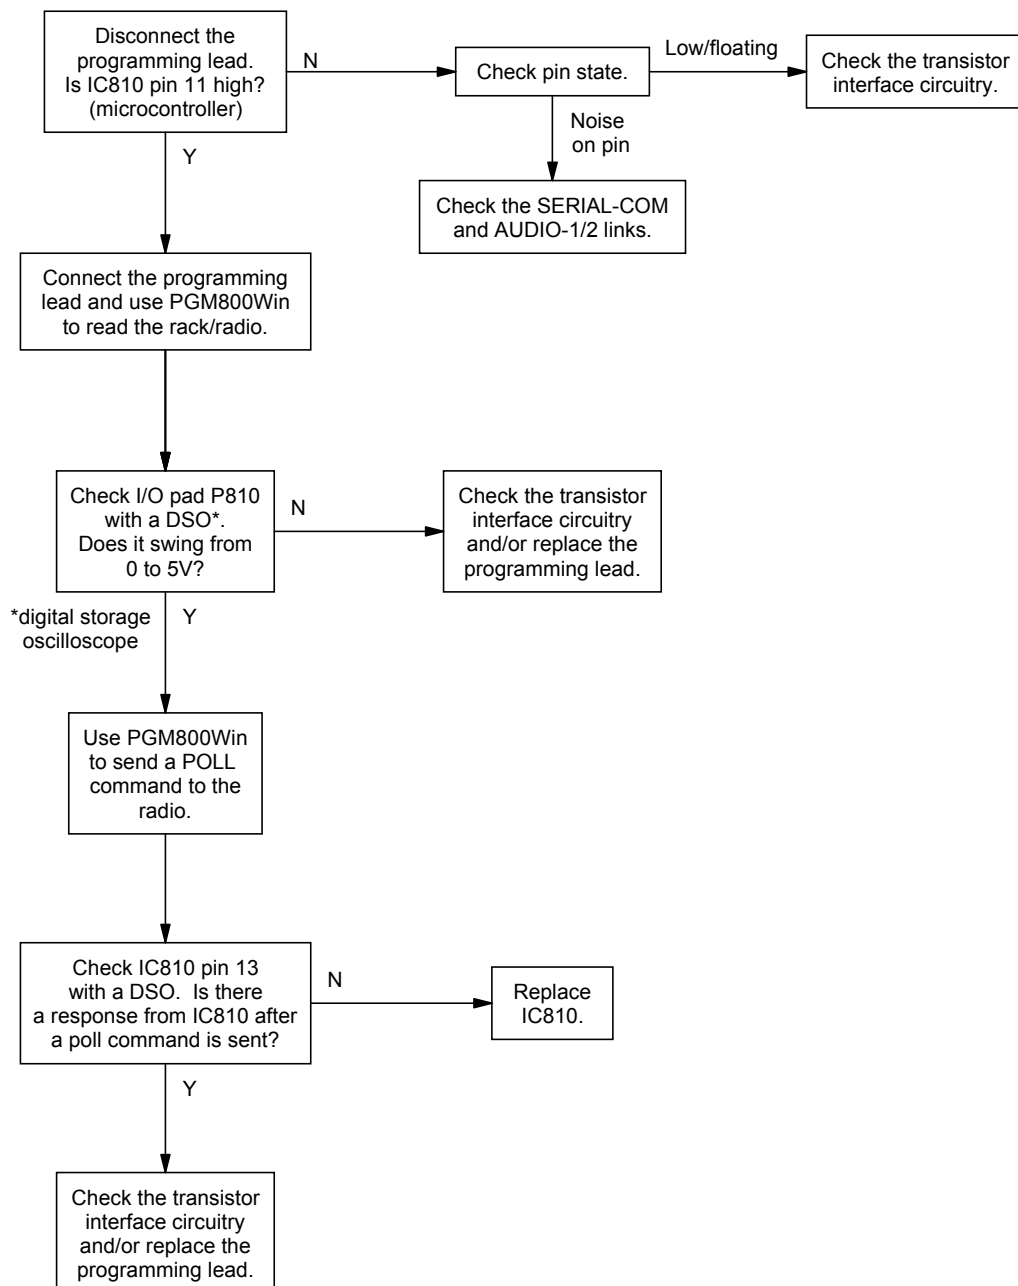 Disconnect the
programming lead.
Is IC810 pin 11 high?
(microcontroller)
N
Check pin state.
Low/floating
Check the transistor
interface circuitry.
Noise
on pin
Y
Check the SERIAL-COM
and AUDIO-1/2 links.
Connect the programming
lead and use PGM800Win
to read the rack/radio.
Check I/O pad P810
with a DSO*.
Does it swing from
0 to 5V?
N
Check the transistor
interface circuitry
and/or replace the
programming lead.
*digital storage
oscilloscope
Y
Use PGM800Win
to send a POLL
command to the
radio.
Check IC810 pin 13
with a DSO.  Is there
a response from IC810 after
a poll command is sent?
N
Replace
IC810.
Y
Check the transistor
interface circuitry
and/or replace the
programming lead.